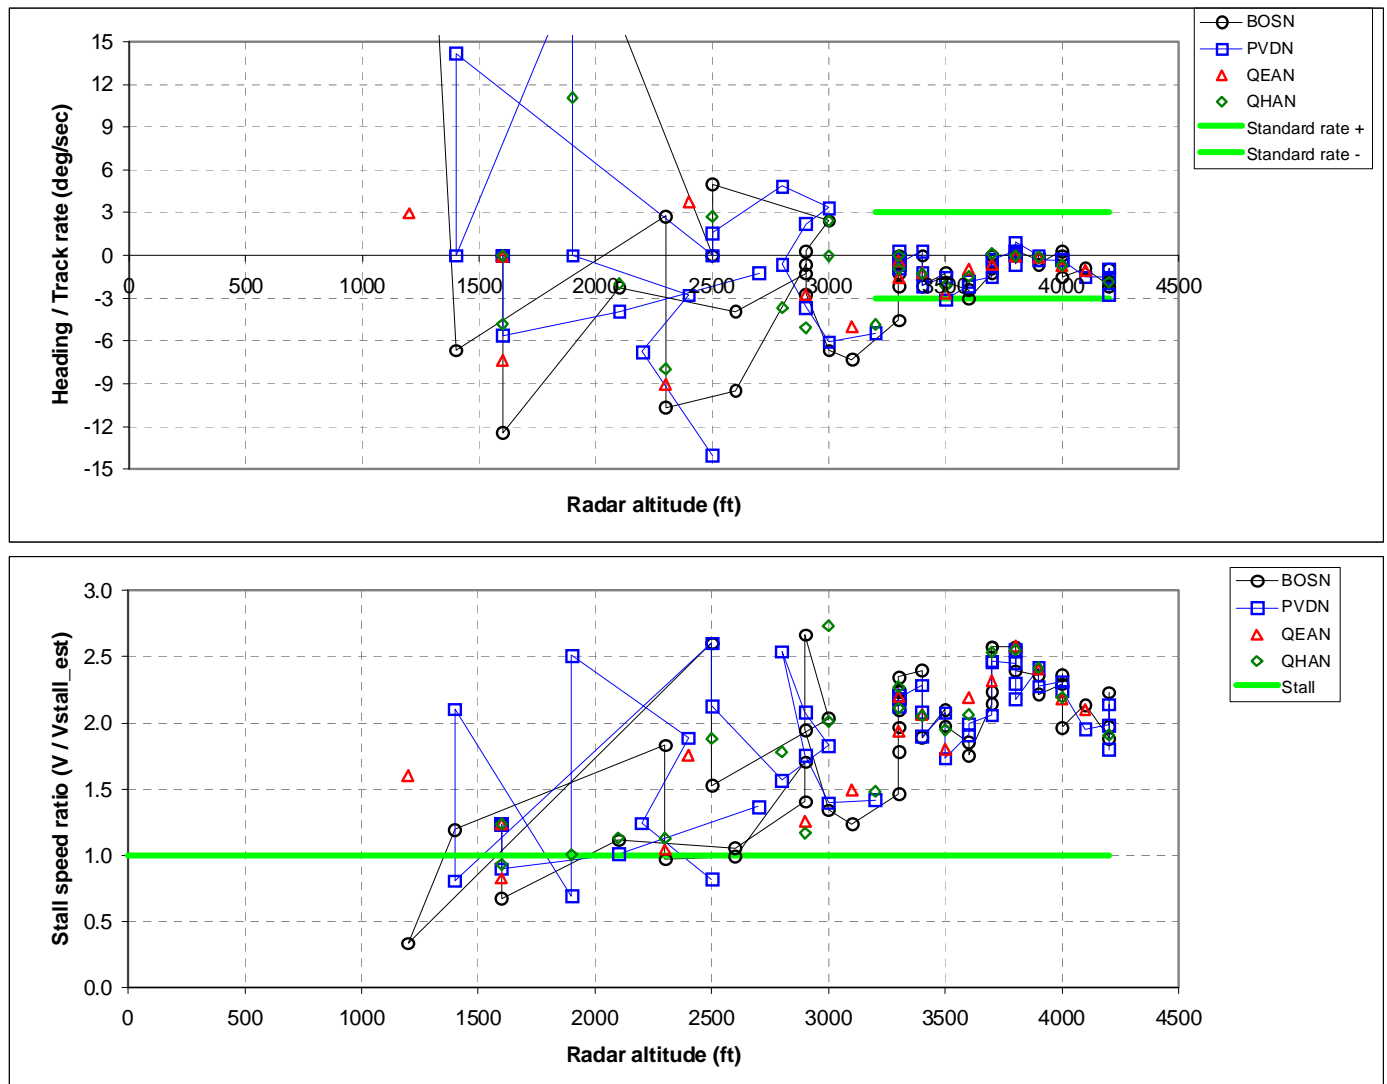 BOSN
PVDN
QEAN
QHAN
Standard rate +
Standard rate -
Heading / Track rate (deg/sec)
15
12
9
6
3
0
-3
-6
-9
-12
-15
0 500 1000 1500 2000 2500 3000 3500 4000 4500
Radar altitude (ft)
BOSN
PVDN
QEAN
QHAN
Stall
Stall speed ratio (V / Vstall_est)
3.0
2.5
2.0
1.5
1.0
0.5
0.0
0 500 1000 1500 2000 2500 3000 3500 4000 4500
Radar altitude (ft)